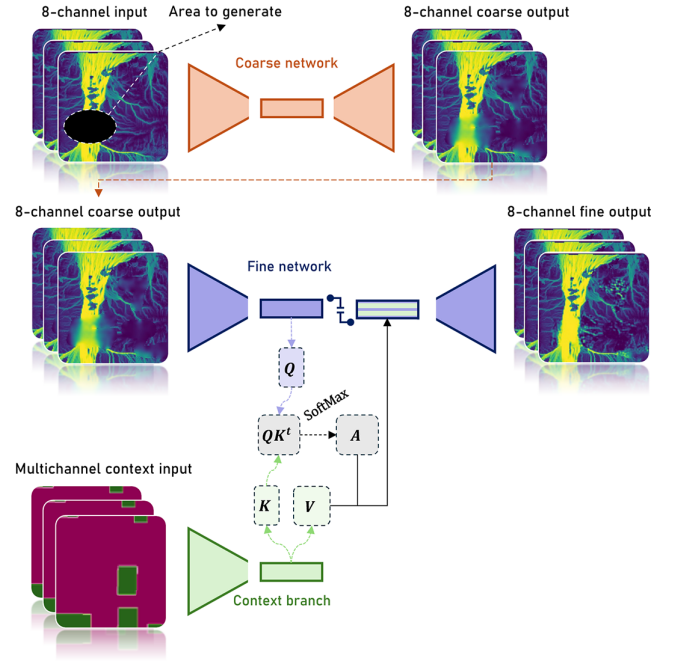 8-channel input
Area to generate
8-channel coarse output
Coarse network
8-channel coarse output
Fine network
8-channel fine output
Q
SoftMax
QKᵗ
A
Multichannel context input
K
V
Context branch